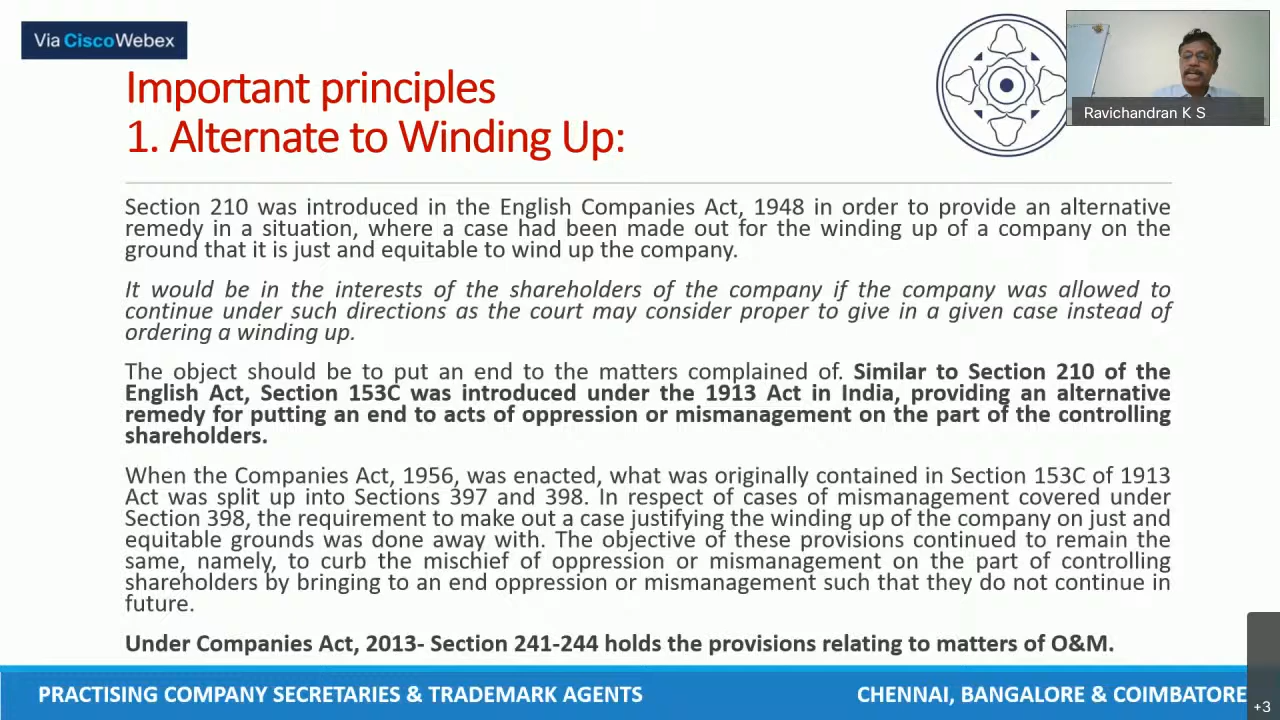 Via CiscoWebex
Ravichandran K S
Important principles
1. Alternate to Winding Up:
Section 210 was introduced in the English Companies Act, 1948 in order to provide an alternative
remedy in a situation, where a case had been made out for the winding up of a company on the
ground that it is just and equitable to wind up the company.
It would be in the interests of the shareholders of the company if the company was allowed to
continue under such directions as the court may consider proper to give in a given case instead of
ordering a winding up.
The object should be to put an end to the matters complained of. Similar to Section 210 of the
English Act, Section 153C was introduced under the 1913 Act in India, providing an alternative
remedy for putting an end to acts of oppression or mismanagement on the part of the controlling
shareholders.
When the Companies Act, 1956, was enacted, what was originally contained in Section 153C of 1913
Act was split up into Sections 397 and 398. In respect of cases of mismanagement covered under
Section 398, the requirement to make out a case justifying the winding up of the company on just and
equitable grounds was done away with. The objective of these provisions continued to remain the
same, namely, to curb the mischief of oppression or mismanagement on the part of controlling
shareholders by bringing to an end oppression or mismanagement such that they do not continue in
future.
Under Companies Act, 2013- Section 241-244 holds the provisions relating to matters of O&M.
PRACTISING COMPANY SECRETARIES & TRADEMARK AGENTS
CHENNAI, BANGALORE & COIMBATORE
+3